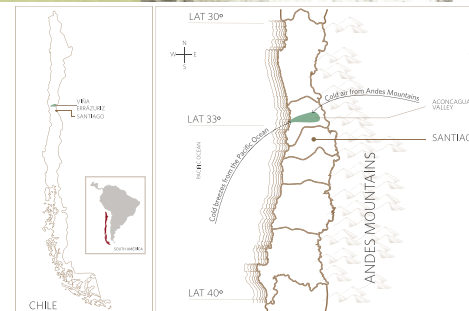 VIÑA
ERRÁZURIZ
SANTIAGO
SOUTH AMERICA
CHILE
LAT 30º
N
W
E
S
Cold air from Andes Mountains
ACONCAGUA
VALLEY
LAT 33º
SANTIAG
PACIFIC OCEAN
Cold breezes from the Pacific Ocean
ANDES MOUNTAINS
LAT 40º